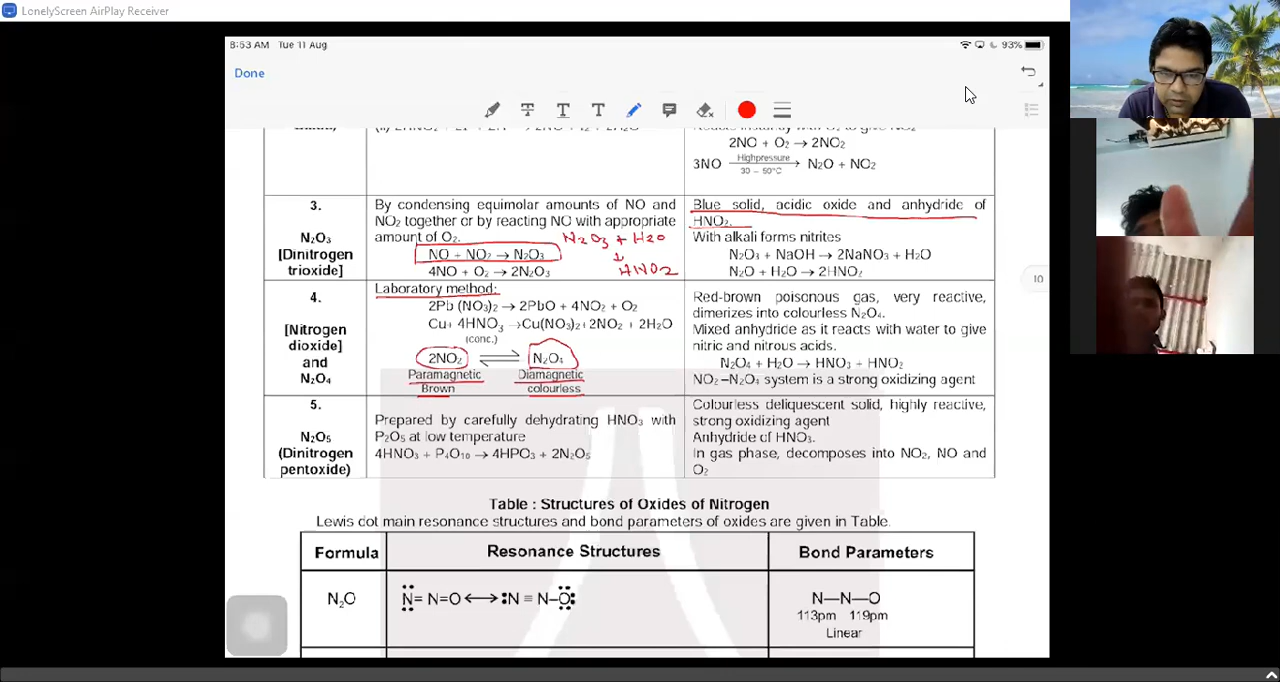 LonelyScreen AirPlay Receiver
8:53 AM Tue 11 Aug
93%
Done
2NO + O₂ → 2NO₂
3NO Highpressure 30 – 50°C → N₂O + NO₂
10
3.
N₂O₃
[Dinitrogen
trioxide]
By condensing equimolar amounts of NO and
NO₂ together or by reacting NO with appropriate
amount of O₂.
NO + NO₂ → N₂O₃
4NO + O₂ → 2N₂O₃
N₂O₃ + H₂O
↓
HNO₂
Blue solid, acidic oxide and anhydride of
HNO₂.
With alkali forms nitrites
N₂O₃ + NaOH → 2NaNO₃ + H₂O
N₂O + H₂O → 2HNO₂
4.
[Nitrogen
dioxide]
and
N₂O₄
Laboratory method:
2Pb (NO₃)₂ → 2PbO + 4NO₂ + O₂
Cu + 4HNO₃ → Cu(NO₃)₂ + 2NO₂ + 2H₂O
(conc.)
2NO₂ ⇌ N₂O₄
Paramagnetic Diamagnetic
Brown colourless
Red-brown poisonous gas, very reactive,
dimerizes into colourless N₂O₄.
Mixed anhydride as it reacts with water to give
nitric and nitrous acids.
N₂O₄ + H₂O → HNO₃ + HNO₂
NO₂ – N₂O₄ system is a strong oxidizing agent
5.
N₂O₅
(Dinitrogen
pentoxide)
Prepared by carefully dehydrating HNO₃ with
P₂O₅ at low temperature
4HNO₃ + P₄O₁₀ → 4HPO₃ + 2N₂O₅
Colourless deliquescent solid, highly reactive,
strong oxidizing agent
Anhydride of HNO₃.
In gas phase, decomposes into NO₂, NO and
O₂
Table : Structures of Oxides of Nitrogen
Lewis dot main resonance structures and bond parameters of oxides are given in Table.
Formula Resonance Structures Bond Parameters
N₂O N = N=O ⟷ :N ≡ N–O: N—N—O
113pm 119pm
Linear